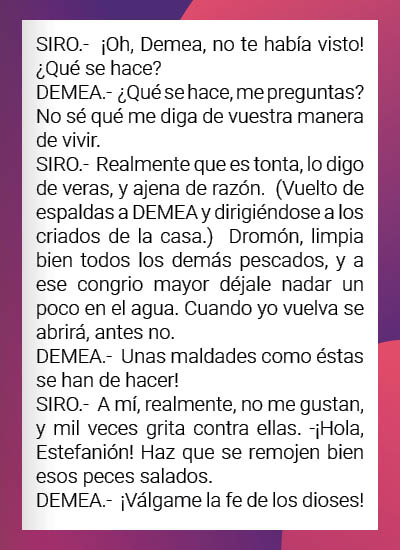 SIRO.- ¡Oh, Demea, no te había visto!
¿Qué se hace?
DEMEA.- ¿Qué se hace, me preguntas?
No sé qué me diga de vuestra manera
de vivir.
SIRO.- Realmente que es tonta, lo digo
de veras, y ajena de razón. (Vuelto de
espaldas a DEMEA y dirigiéndose a los
criados de la casa.) Dromón, limpia
bien todos los demás pescados, y a
ese congrio mayor déjale nadar un
poco en el agua. Cuando yo vuelva se
abrirá, antes no.
DEMEA.- Unas maldades como éstas
se han de hacer!
SIRO.- A mí, realmente, no me gustan,
y mil veces grita contra ellas. -¡Hola,
Estefanión! Haz que se remojen bien
esos peces salados.
DEMEA.- ¡Válgame la fe de los dioses!